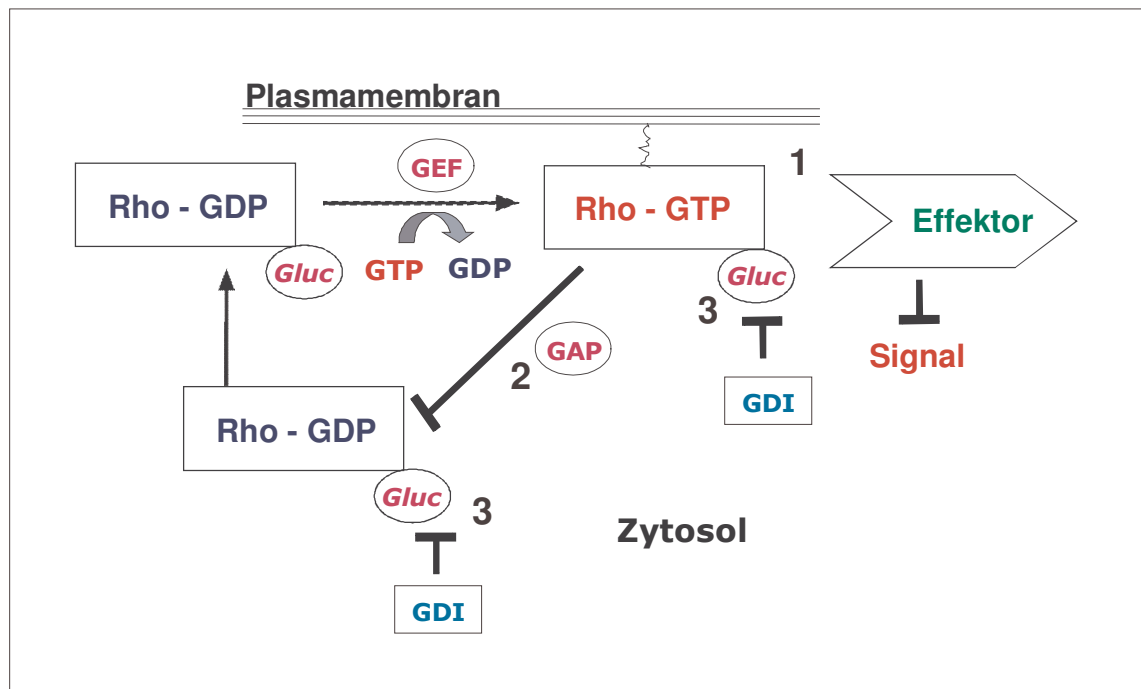 Plasmamembran
GEF
1
Rho - GDP
Rho - GTP
Effektor
Gluc
GTP
GDP
Gluc
3
Signal
2
GAP
GDI
Rho - GDP
Gluc
3
Zytosol
GDI